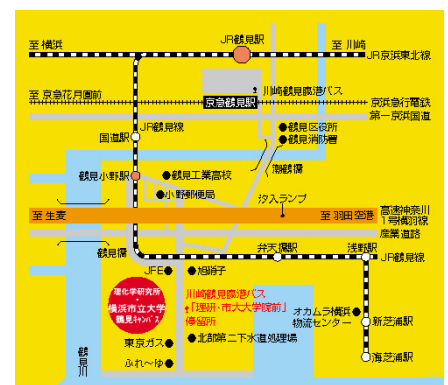 JR鶴見駅
至 横浜
至 川崎
JR京浜東北線
川崎鶴見臨港バス
至 京急花月園前
京急鶴見駅
京浜急行電鉄
第一京浜国道
JR鶴見線
国道駅
鶴見区役所
鶴見消防署
潮鶴橋
鶴見小野駅
鶴見工業高校
小野郵便局
汐入ランプ
至 生麦
至 羽田空港
高速神奈川
1号横羽線
産業道路
鶴見橋
弁天橋駅
浅野駅
JR鶴見線
JFE
旭硝子
理化学研究所
・
横浜市立大学
鶴見キャンパス
川崎鶴見臨港バス
「理研・市大大学院前」
停留所
オカムラ横浜
物流センター
新芝浦駅
東京ガス
北部第二下水道処理場
ふれ～ゆ
海芝浦駅
鶴見川